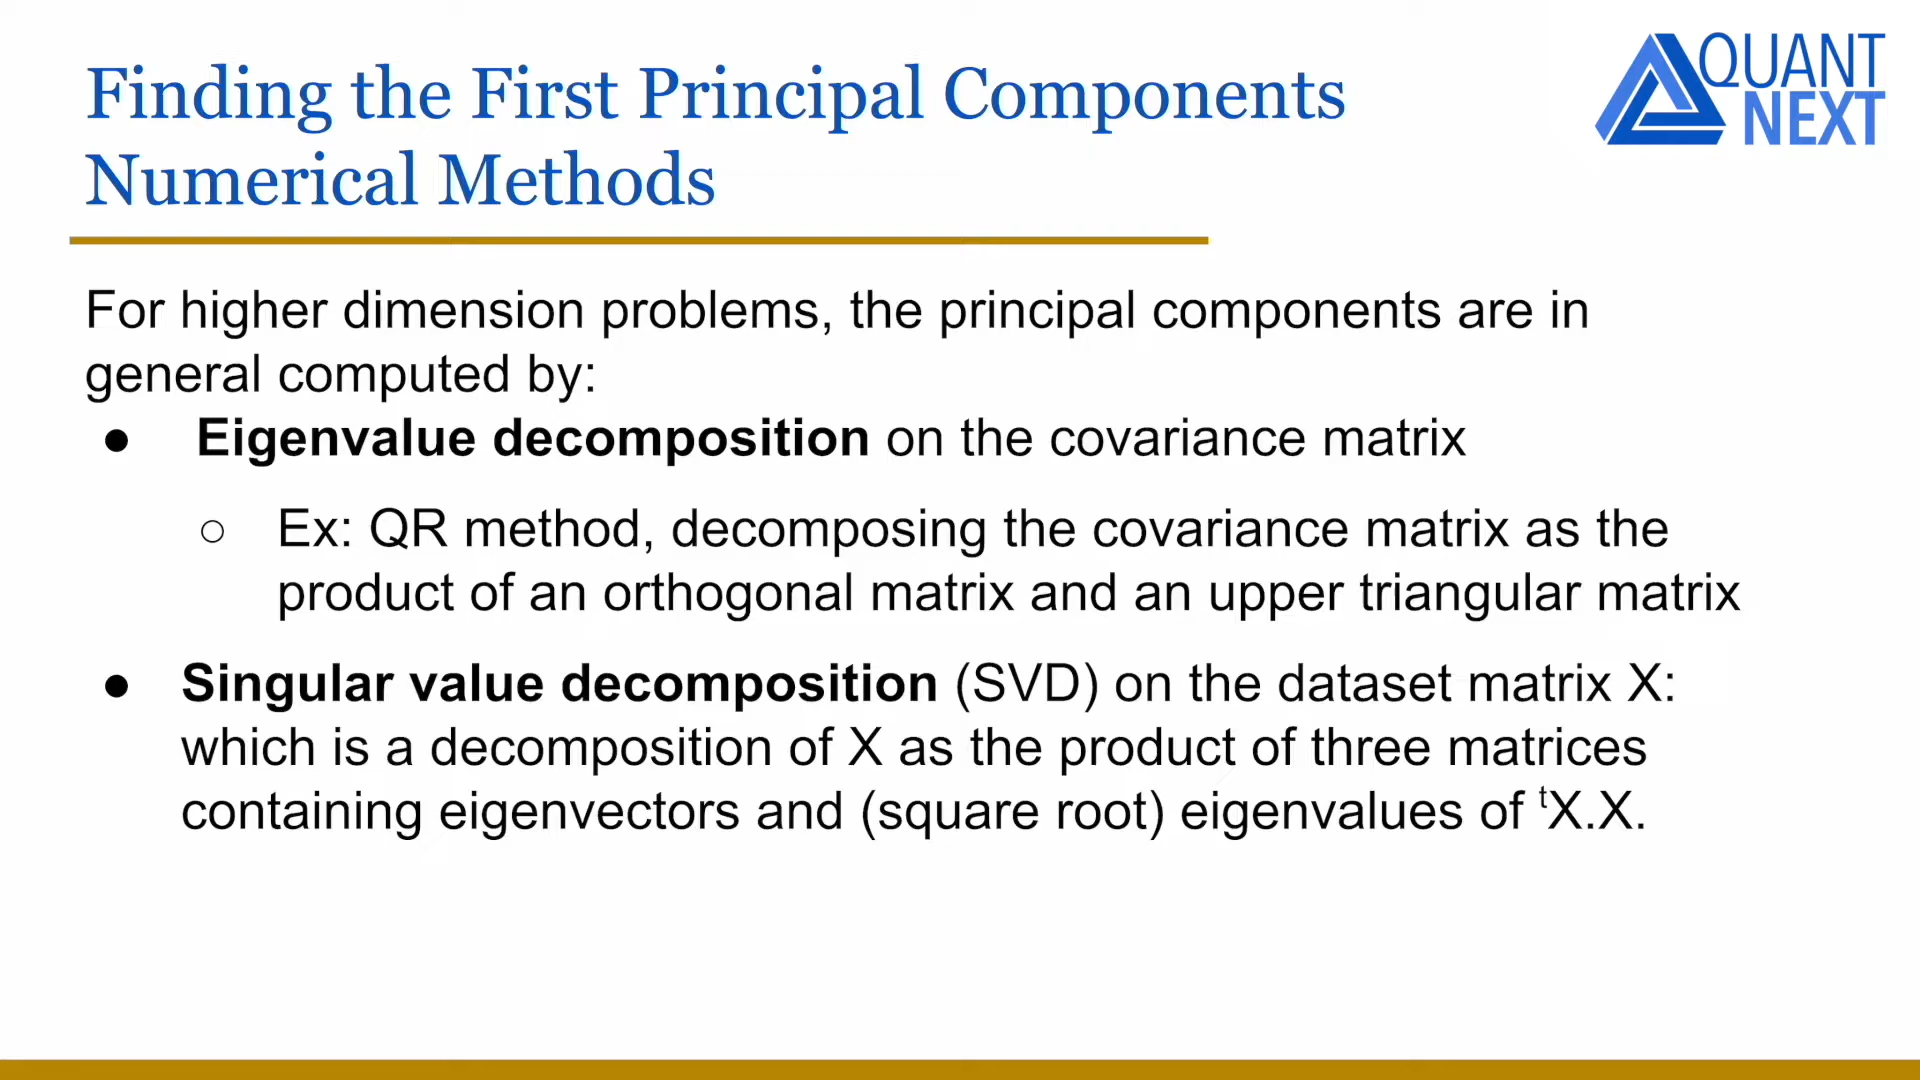 Finding the First Principal Components
Numerical Methods
QUANT
NEXT
For higher dimension problems, the principal components are in
general computed by:
● Eigenvalue decomposition on the covariance matrix
○ Ex: QR method, decomposing the covariance matrix as the
product of an orthogonal matrix and an upper triangular matrix
● Singular value decomposition (SVD) on the dataset matrix X:
which is a decomposition of X as the product of three matrices
containing eigenvectors and (square root) eigenvalues of ᵗX.X.